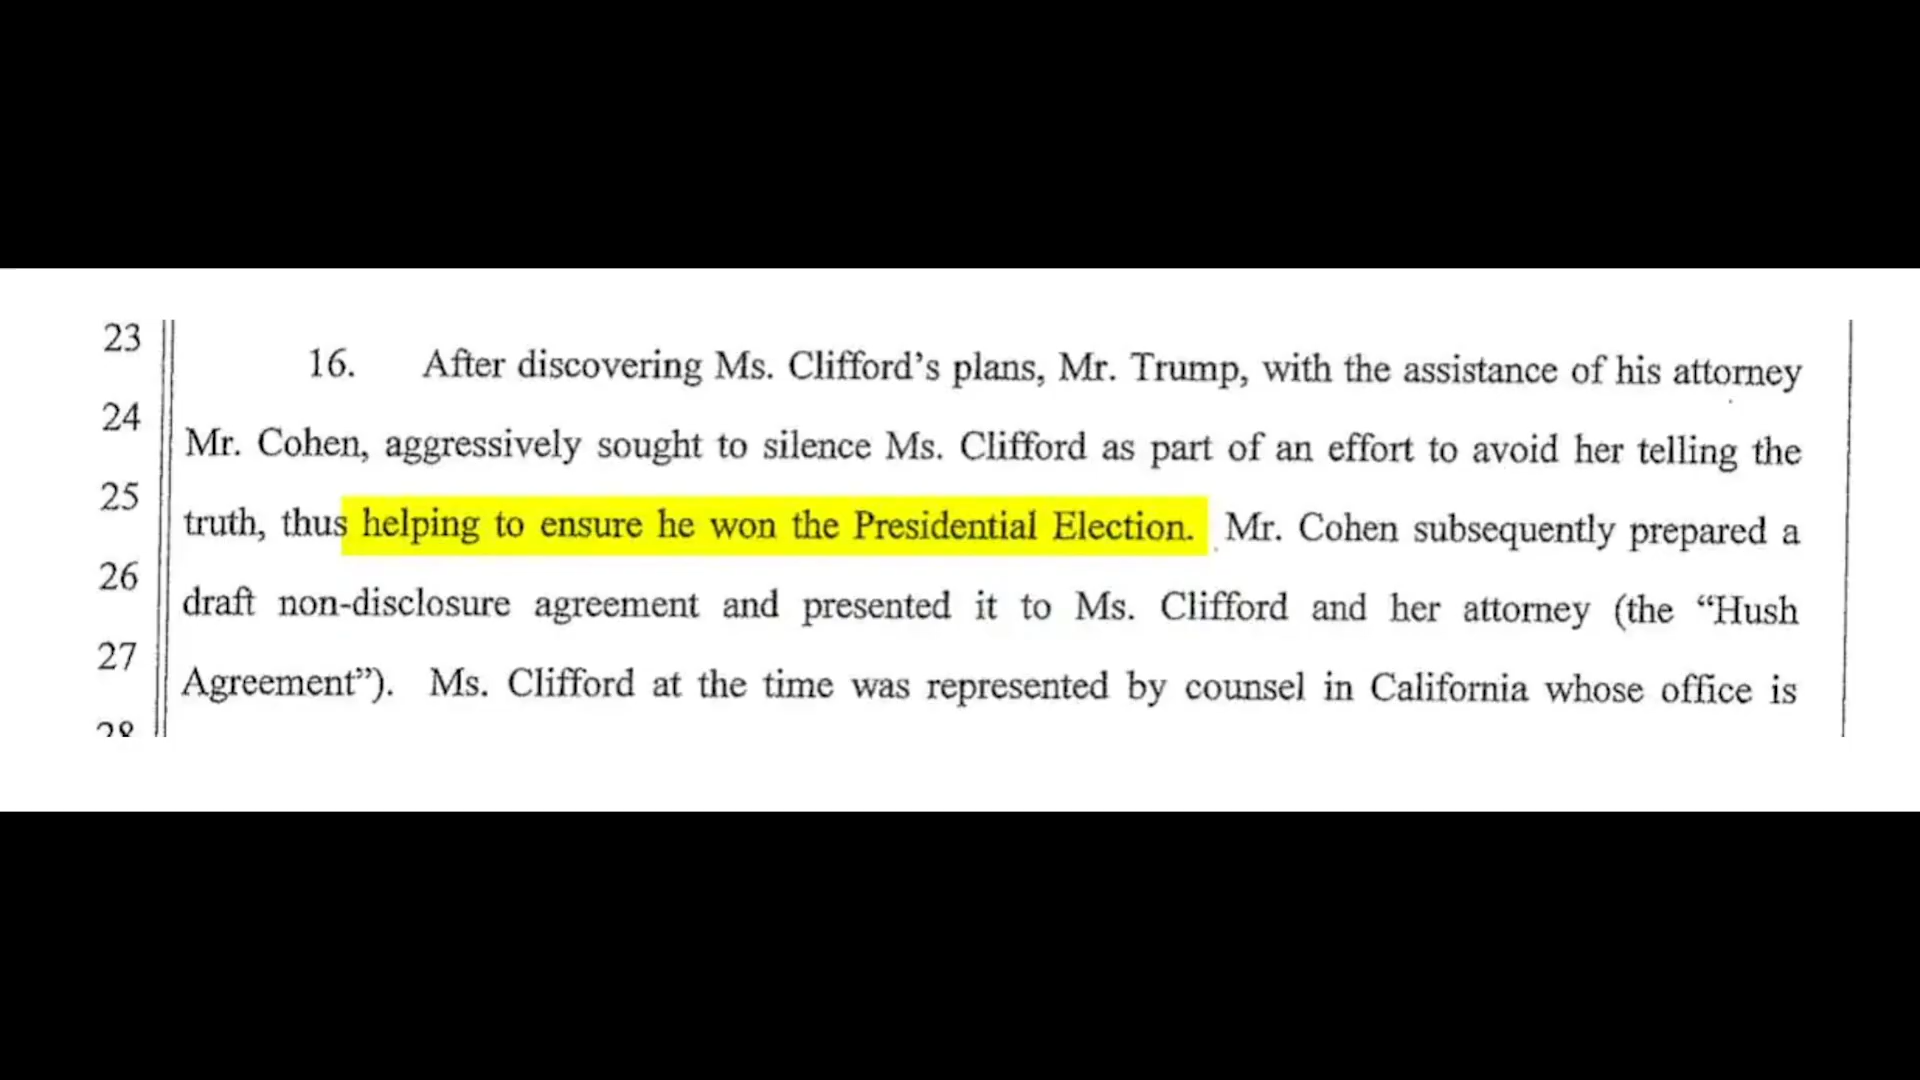 23
16. After discovering Ms. Clifford’s plans, Mr. Trump, with the assistance of his attorney
24
Mr. Cohen, aggressively sought to silence Ms. Clifford as part of an effort to avoid her telling the
25
truth, thus helping to ensure he won the Presidential Election. Mr. Cohen subsequently prepared a
26
draft non-disclosure agreement and presented it to Ms. Clifford and her attorney (the “Hush
27
Agreement”). Ms. Clifford at the time was represented by counsel in California whose office is
28